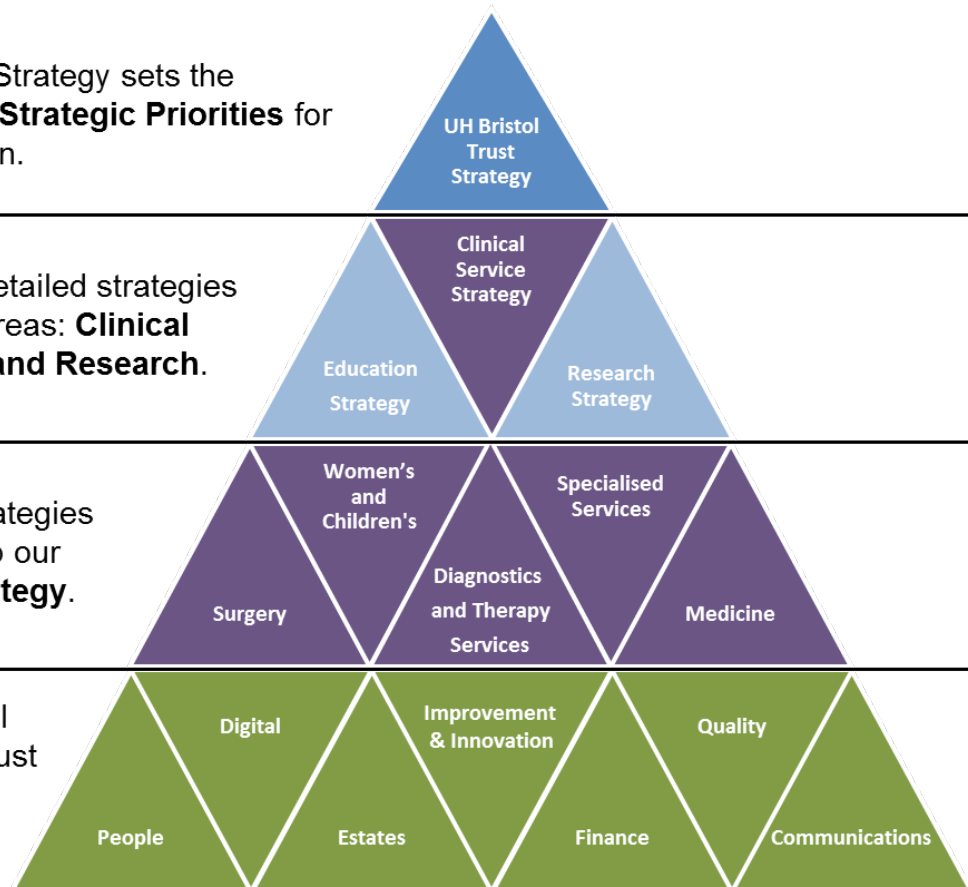 Strategy sets the
Strategic Priorities for
n.
UH Bristol
Trust
Strategy
etailed strategies
reas: Clinical
and Research.
Clinical
Service
Strategy
Education
Strategy
Research
Strategy
ategies
o our
tegy.
Women's
and
Children's
Specialised
Services
Surgery
Diagnostics
and Therapy
Services
Medicine
l
ust
Digital
Improvement
& Innovation
Quality
People
Estates
Finance
Communications